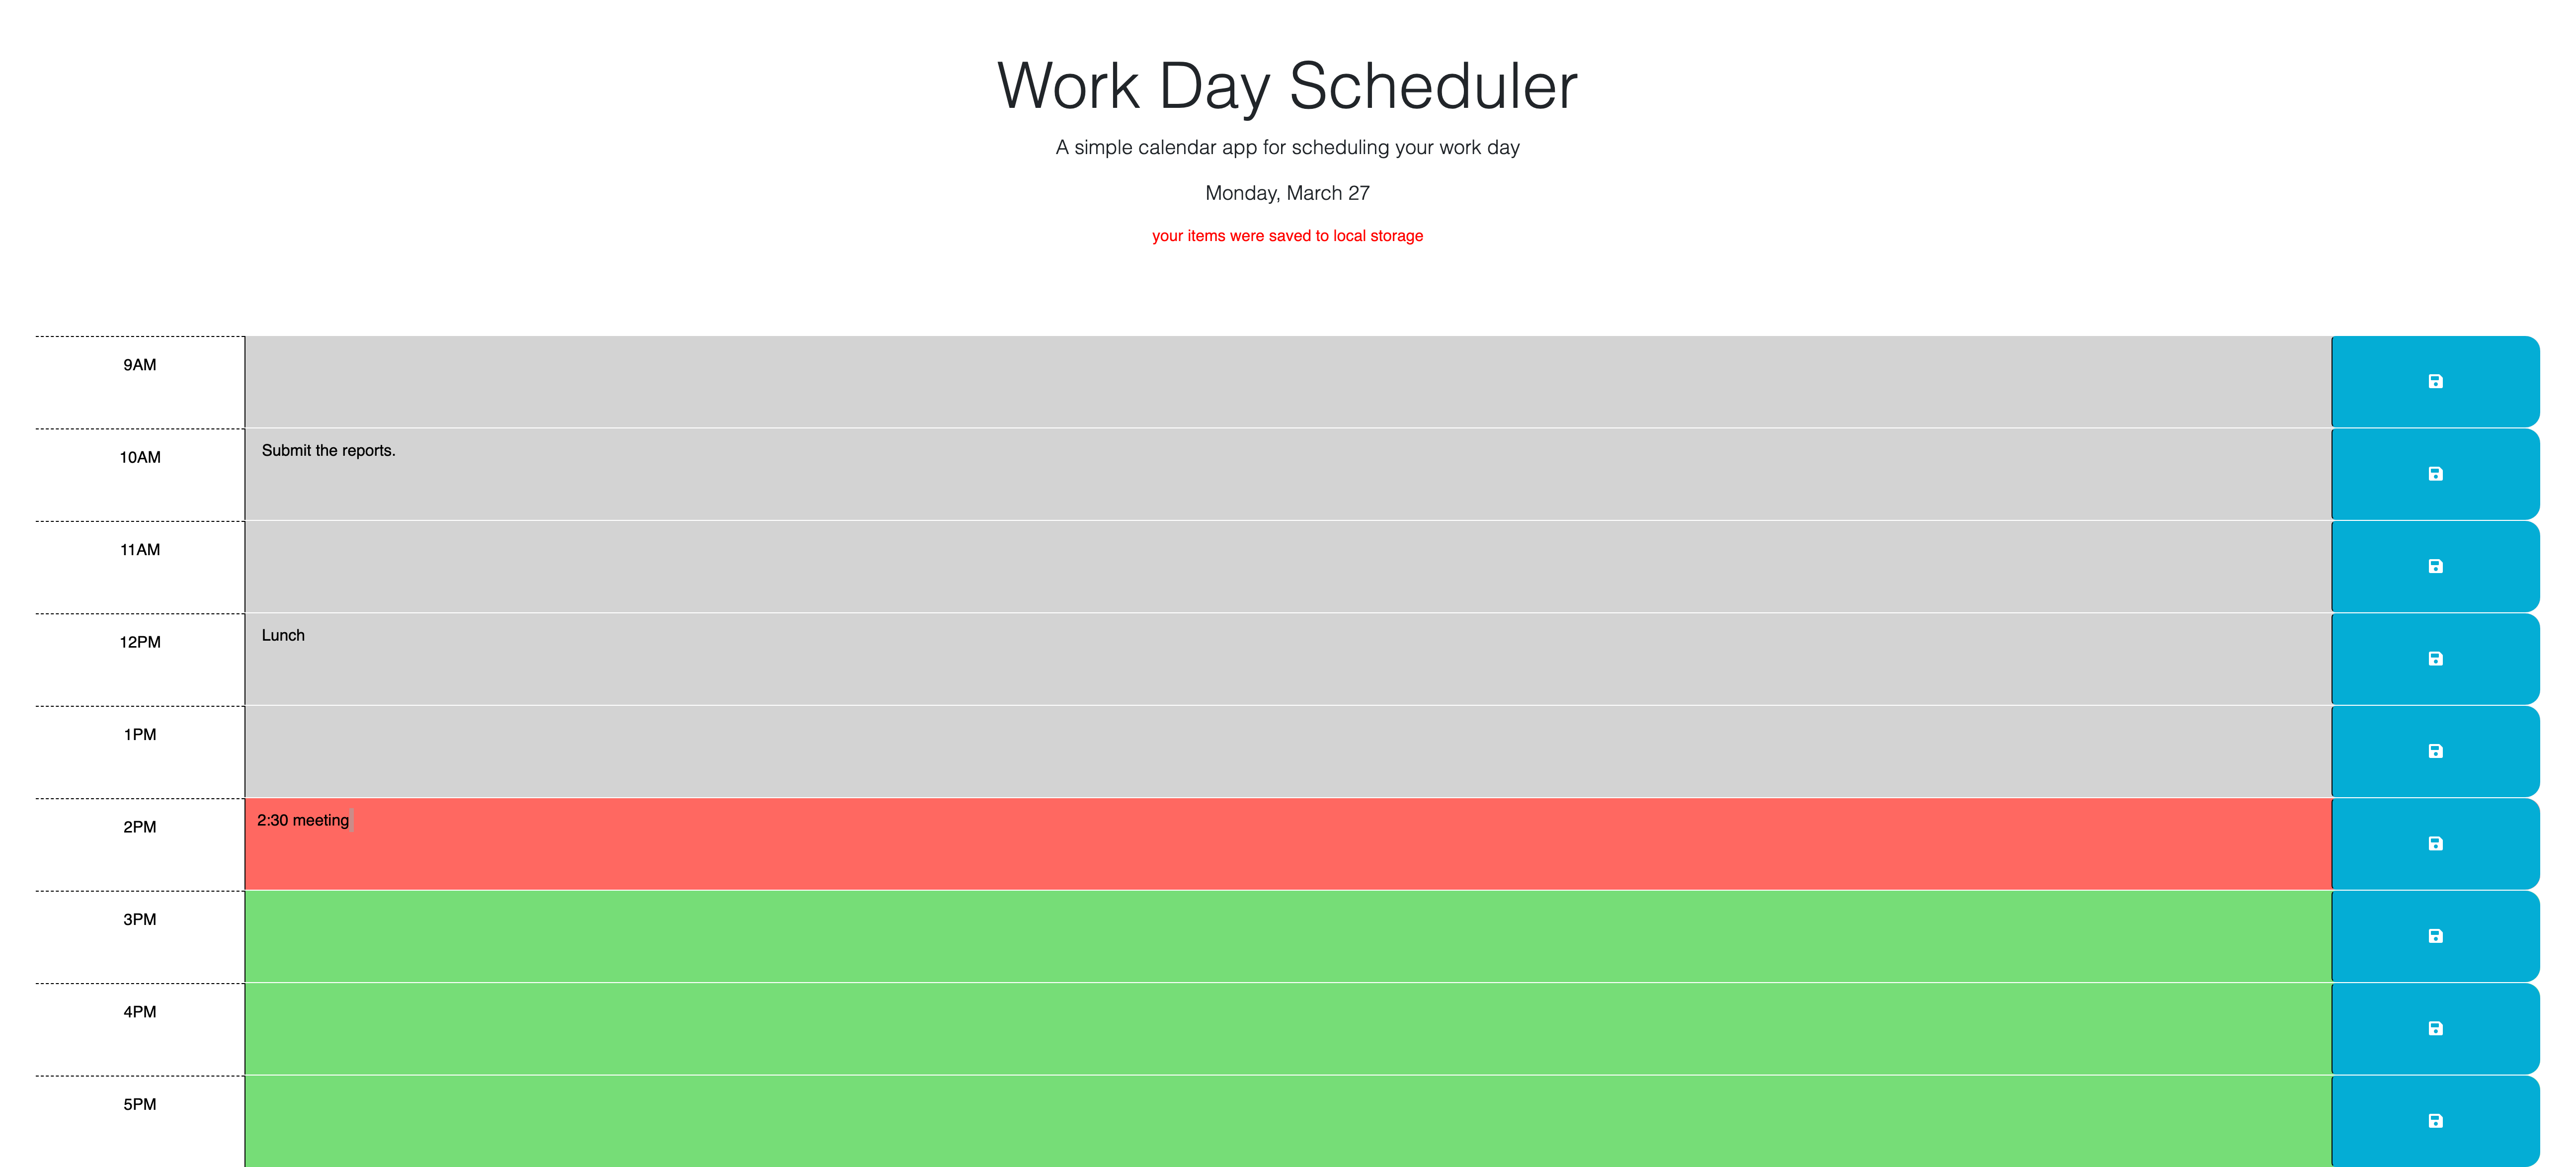 Work Day Scheduler
A simple calendar app for scheduling your work day
Monday, March 27
your items were saved to local storage
9AM
10AM Submit the reports.
11AM
12PM Lunch
1PM
2PM 2:30 meeting
3PM
4PM
5PM